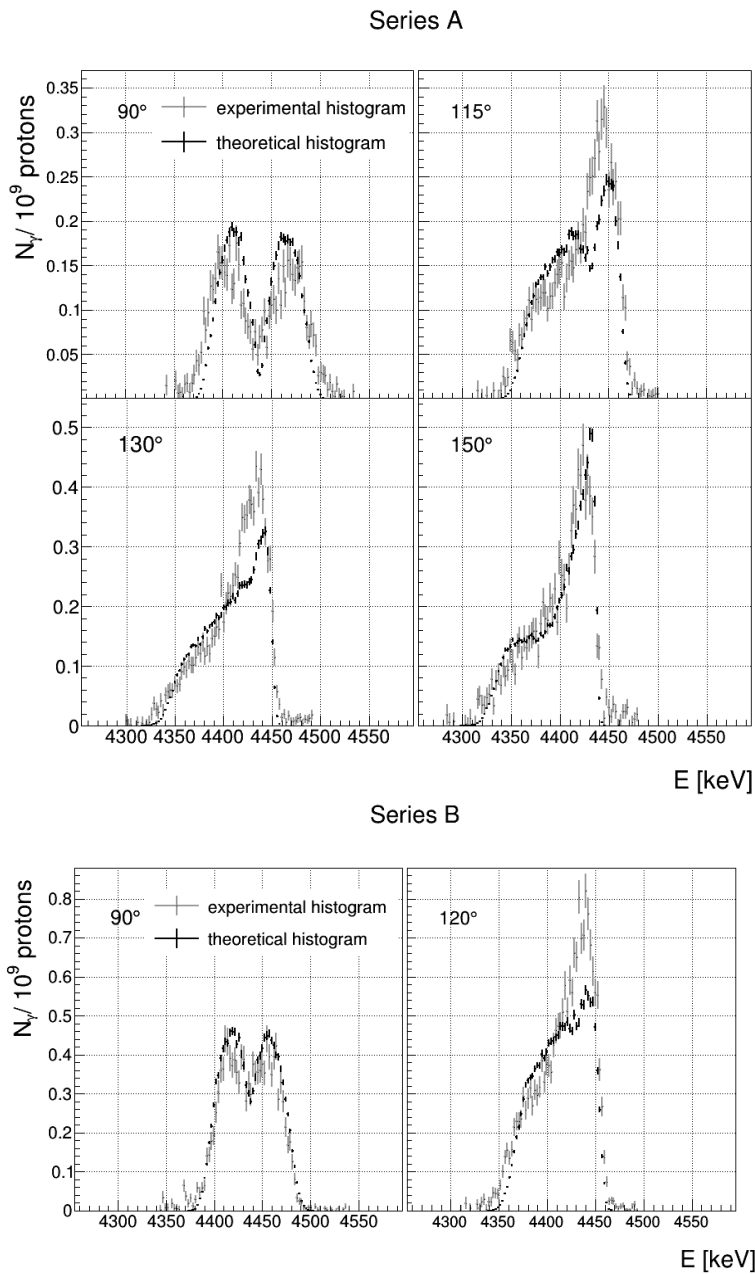 Series A
N_γ/ 10^9 protons
0.35
0.3
0.25
0.2
0.15
0.1
0.05
90°
experimental histogram
theoretical histogram
115°
0.5
0.4
0.3
0.2
0.1
0
130°
150°
4300 4350 4400 4450 4500 4550
4300 4350 4400 4450 4500 4550
E [keV]
Series B
N_γ/ 10^9 protons
0.8
0.7
0.6
0.5
0.4
0.3
0.2
0.1
0
90°
experimental histogram
theoretical histogram
120°
4300 4350 4400 4450 4500 4550
4300 4350 4400 4450 4500 4550
E [keV]